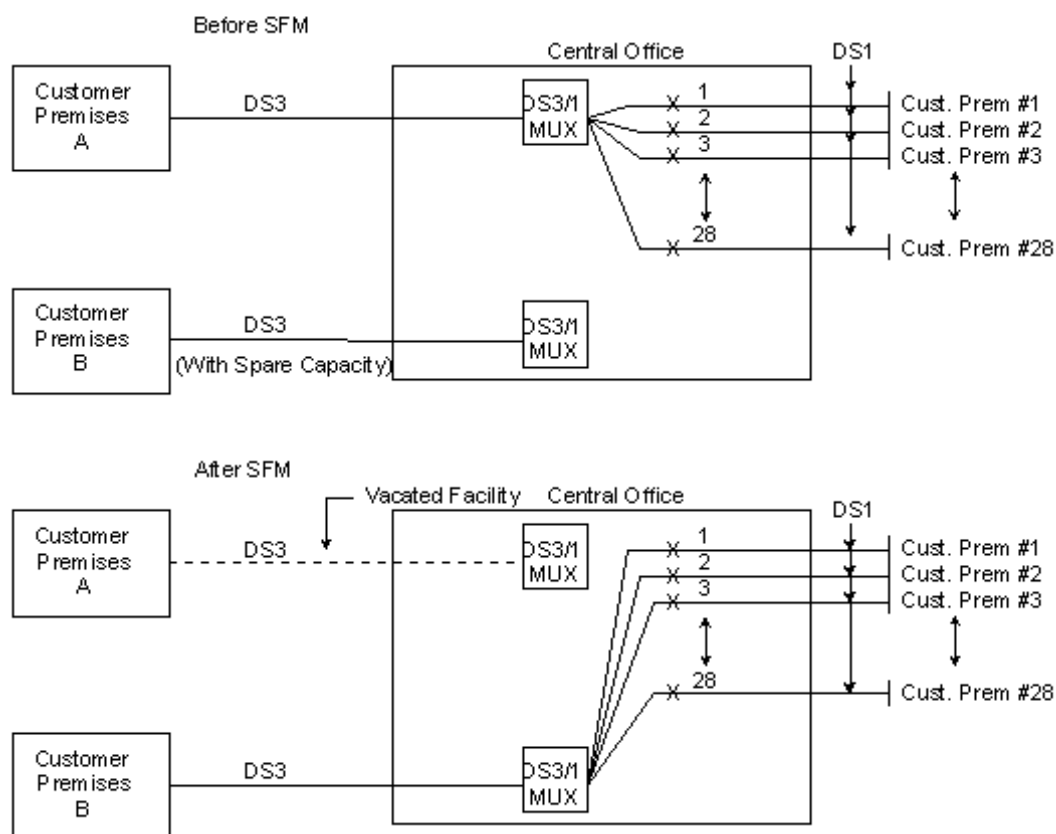 Before SFM
Central Office
DS1
Customer
Premises
A
DS3
DS3/1
MUX
X 1
X 2
X 3
X 28
Cust. Prem #1
Cust. Prem #2
Cust. Prem #3
Cust. Prem #28
Customer
Premises
B
DS3
(With Spare Capacity)
DS3/1
MUX
After SFM
Vacated Facility
Central Office
DS1
Customer
Premises
A
DS3
DS3/1
MUX
X 1
X 2
X 3
X 28
Cust. Prem #1
Cust. Prem #2
Cust. Prem #3
Cust. Prem #28
Customer
Premises
B
DS3
DS3/1
MUX